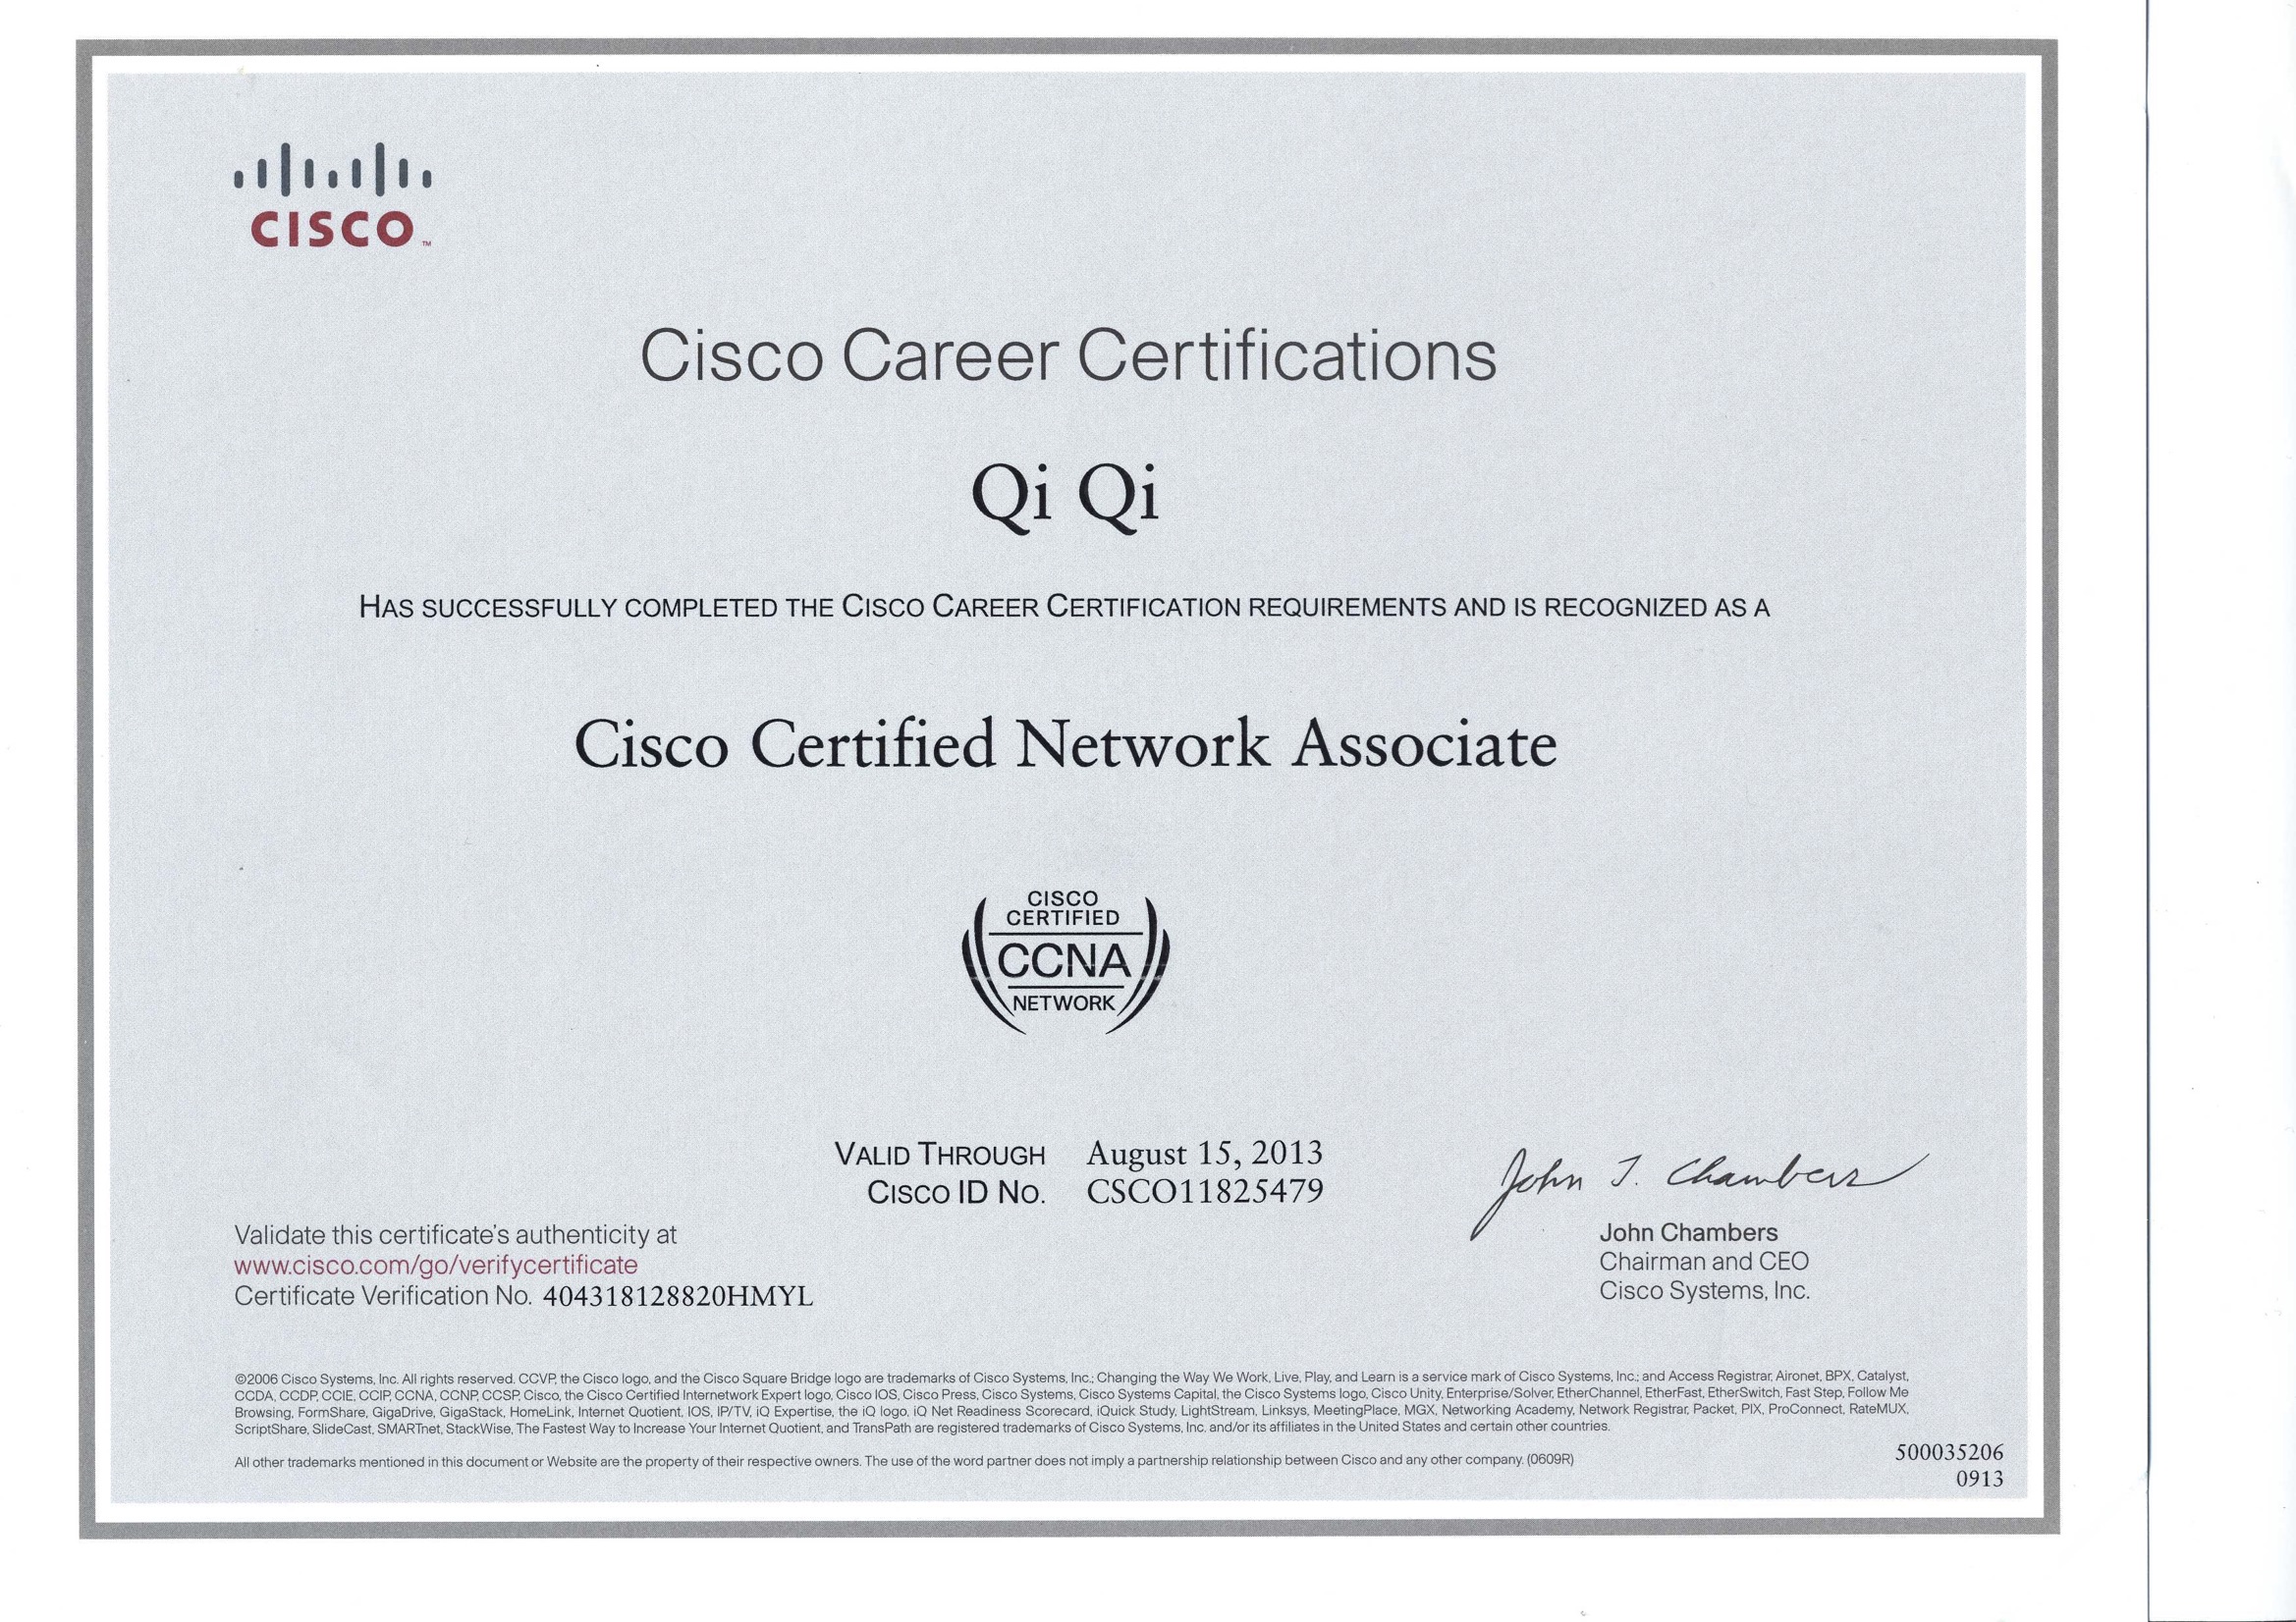 CISCO™
Cisco Career Certifications
Qi Qi
HAS SUCCESSFULLY COMPLETED THE CISCO CAREER CERTIFICATION REQUIREMENTS AND IS RECOGNIZED AS A
Cisco Certified Network Associate
CISCO
CERTIFIED
CCNA
NETWORK
VALID THROUGH August 15, 2013
CISCO ID NO. CSCO11825479
John T. Chambers
John Chambers
Chairman and CEO
Cisco Systems, Inc.
Validate this certificate's authenticity at
www.cisco.com/go/verifycertificate
Certificate Verification No. 404318128820HMYL
©2006 Cisco Systems, Inc. All rights reserved. CCVP, the Cisco logo, and the Cisco Square Bridge logo are trademarks of Cisco Systems, Inc.; Changing the Way We Work, Live, Play, and Learn is a service mark of Cisco Systems, Inc.; and Access Registrar, Aironet, BPX, Catalyst,
CCDA, CCDP, CCIE, CCIP, CCNA, CCNP, CCSP, Cisco, the Cisco Certified Internetwork Expert logo, Cisco IOS, Cisco Press, Cisco Systems, Cisco Systems Capital, the Cisco Systems logo, Cisco Unity, Enterprise/Solver, EtherChannel, EtherFast, EtherSwitch, Fast Step, Follow Me
Browsing, FormShare, GigaDrive, GigaStack, HomeLink, Internet Quotient, IOS, IP/TV, iQ Expertise, the iQ logo, iQ Net Readiness Scorecard, iQuick Study, LightStream, Linksys, MeetingPlace, MGX, Networking Academy, Network Registrar, Packet, PIX, ProConnect, RateMUX,
ScriptShare, SlideCast, SMARTnet, StackWise, The Fastest Way to Increase Your Internet Quotient, and TransPath are registered trademarks of Cisco Systems, Inc. and/or its affiliates in the United States and certain other countries.
All other trademarks mentioned in this document or Website are the property of their respective owners. The use of the word partner does not imply a partnership relationship between Cisco and any other company. (0609R)
500035206
0913